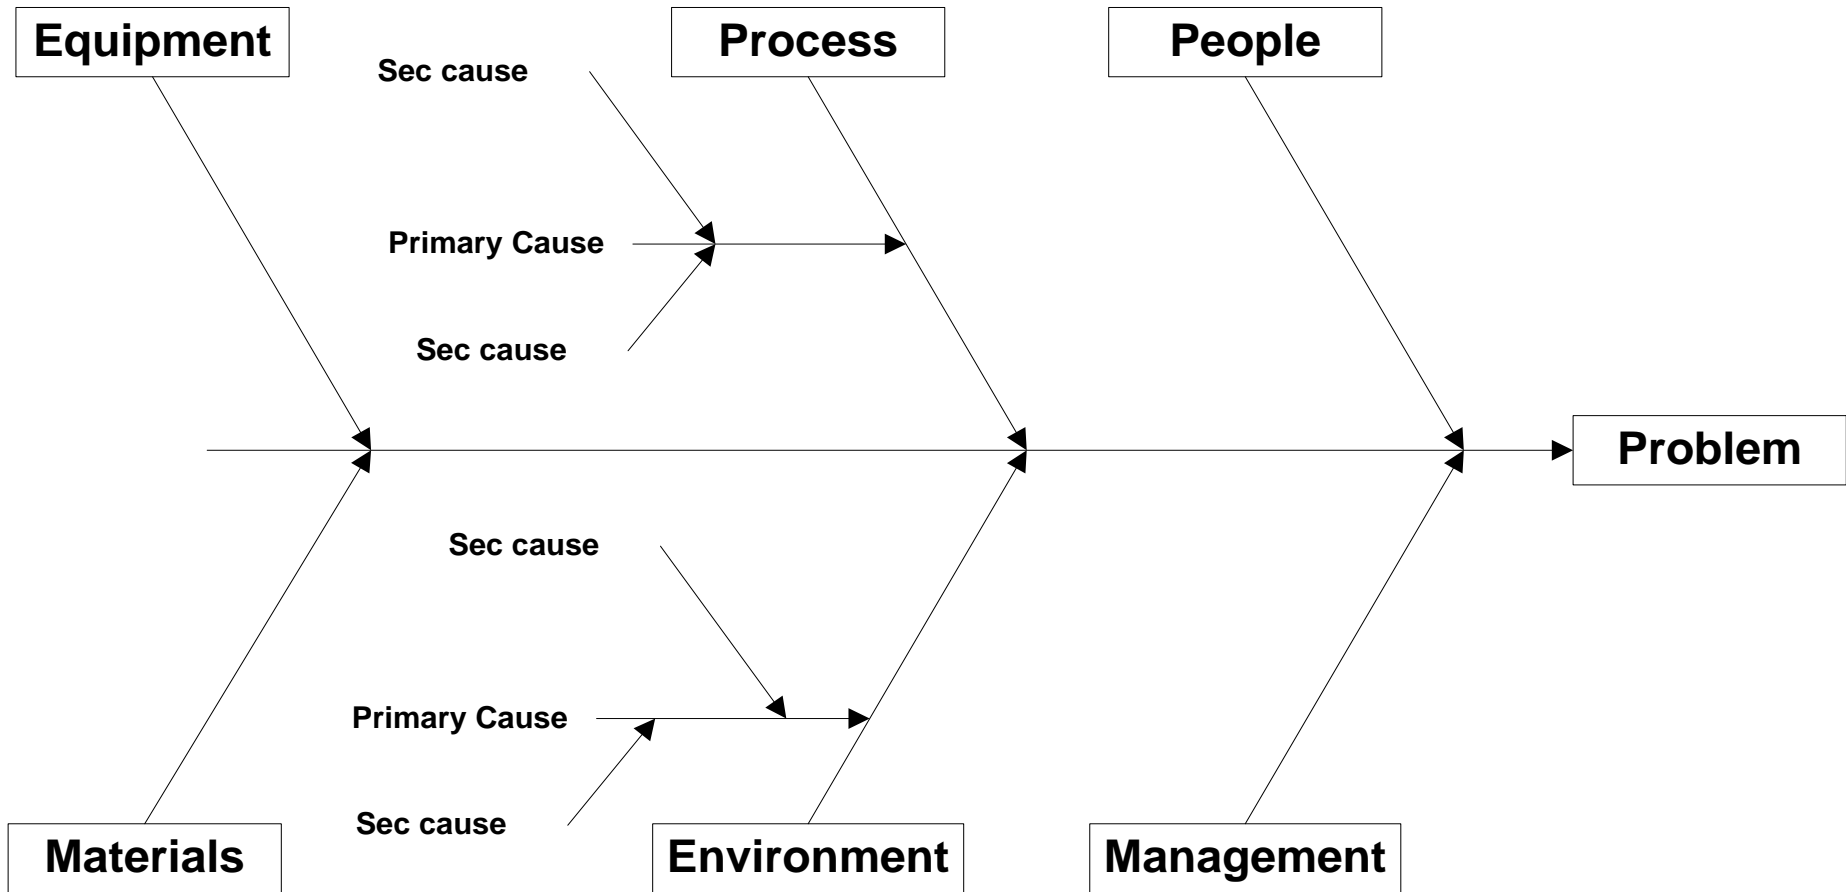 Equipment
Process
People
Sec cause
Primary Cause
Sec cause
Problem
Sec cause
Primary Cause
Sec cause
Materials
Environment
Management